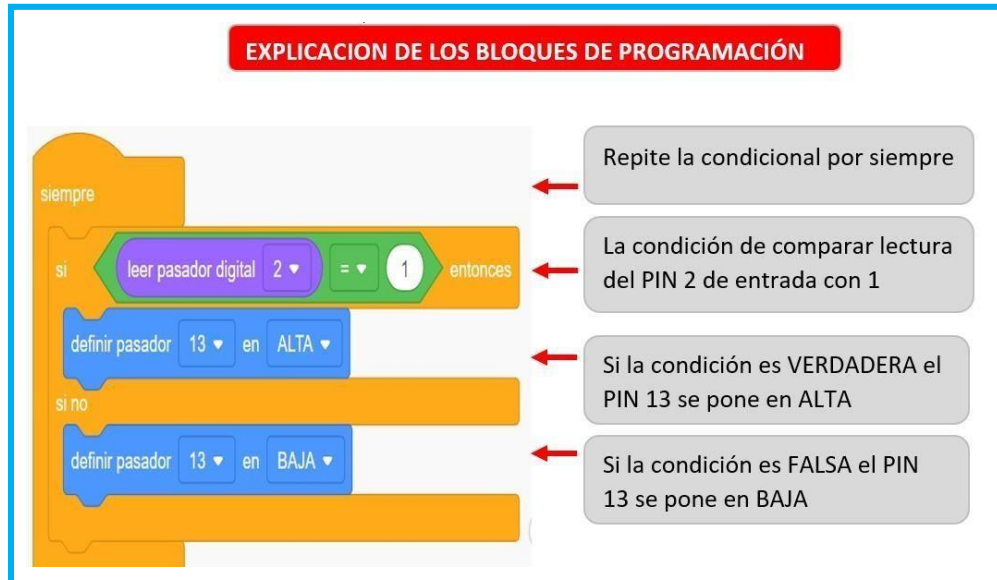 EXPLICACION DE LOS BLOQUES DE PROGRAMACIÓN
siempre
Repite la condicional por siempre
si leer pasador digital 2 = 1 entonces
La condición de comparar lectura
del PIN 2 de entrada con 1
definir pasador 13 en ALTA
Si la condición es VERDADERA el
PIN 13 se pone en ALTA
si no
definir pasador 13 en BAJA
Si la condición es FALSA el PIN
13 se pone en BAJA